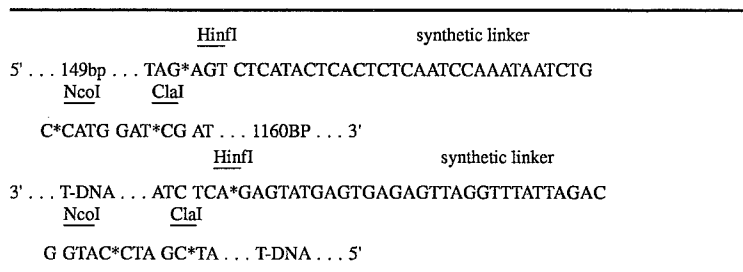 HinfI synthetic linker
5' . . . 149bp . . . TAG*AGT CTCATACTCACTCTCAATCCAAATAATCTG
NcoI ClaI
C*CATG GAT*CG AT . . . 1160BP . . . 3'
HinfI synthetic linker
3' . . . T-DNA . . . ATC TCA*GAGTATGAGTGAGAGTTAGGTTTATTAGAC
NcoI ClaI
G GTAC*CTA GC*TA . . . T-DNA . . . 5'